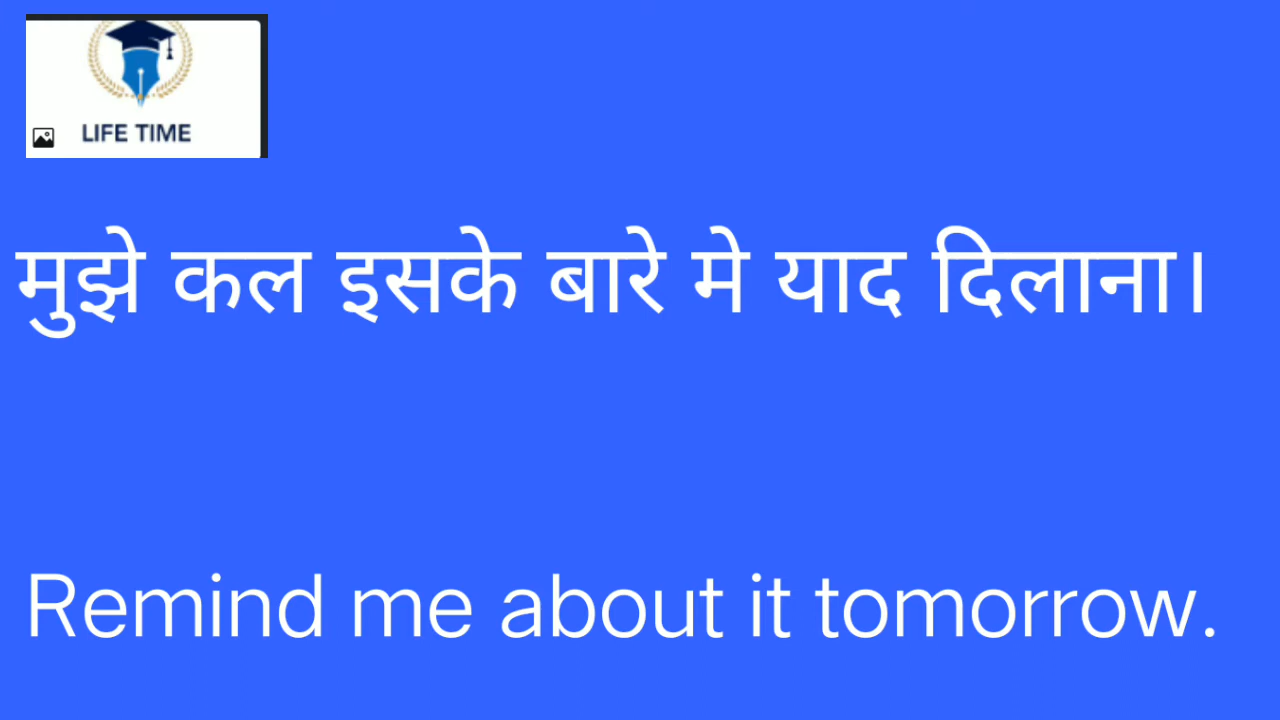 LIFE TIME
मुझे कल इसके बारे मे याद दिलाना।
Remind me about it tomorrow.